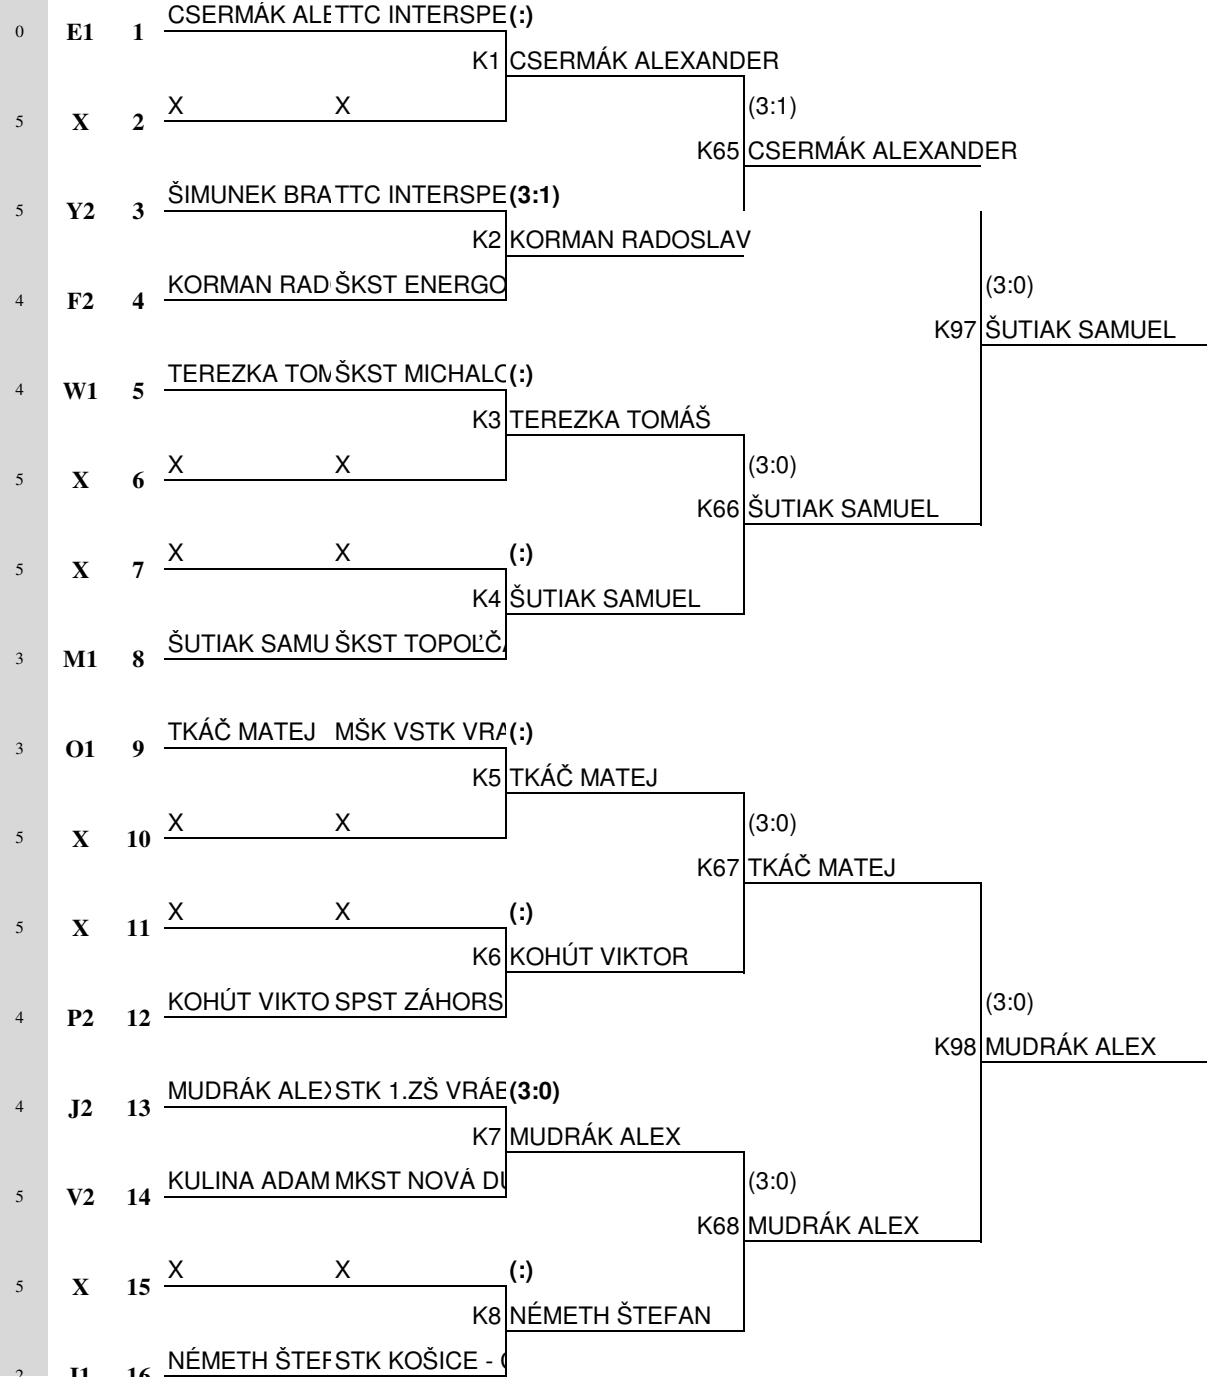 CSERMÁK ALE TTC INTERSPE (:)
0 E1 1
K1 CSERMÁK ALEXANDER
X X (3:1)
5 X 2
K65 CSERMÁK ALEXANDER
ŠIMUNEK BRA TTC INTERSPE (3:1)
5 Y2 3
K2 KORMAN RADOSLAV
KORMAN RAD ŠKST ENERGO (3:0)
4 F2 4
K97 ŠUTIAK SAMUEL
TEREZKA TOM ŠKST MICHALO (:)
4 W1 5
K3 TEREZKA TOMÁŠ
X X (3:0)
5 X 6
K66 ŠUTIAK SAMUEL
X X (:)
5 X 7
K4 ŠUTIAK SAMUEL
ŠUTIAK SAMU ŠKST TOPOĽČA
3 M1 8
TKÁČ MATEJ MŠK VSTK VRA (:)
3 O1 9
K5 TKÁČ MATEJ
X X (3:0)
5 X 10
K67 TKÁČ MATEJ
X X (:)
5 X 11
K6 KOHÚT VIKTOR
KOHÚT VIKTO SPST ZÁHORS (3:0)
4 P2 12
K98 MUDRÁK ALEX
MUDRÁK ALEX STK 1.ZŠ VRÁB (3:0)
4 J2 13
K7 MUDRÁK ALEX
KULINA ADAM MKST NOVÁ DU (3:0)
5 V2 14
K68 MUDRÁK ALEX
X X (:)
5 X 15
K8 NÉMETH ŠTEFAN
NÉMETH ŠTEF STK KOŠICE -
2 16